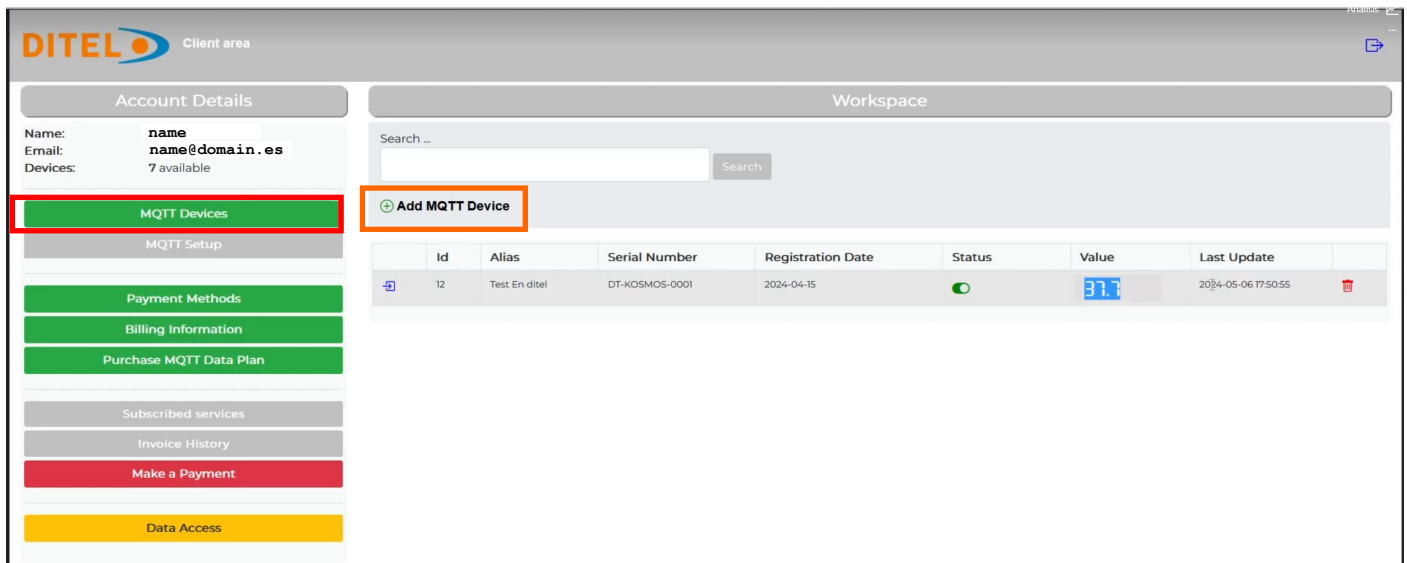 Analisis
...
DITEL Client area
Account Details
Name: name
Email: name@domain.es
Devices: 7 available
MQTT Devices
MQTT Setup
Payment Methods
Billing Information
Purchase MQTT Data Plan
Subscribed services
Invoice History
Make a Payment
Data Access
Workspace
Search ...
Search
Add MQTT Device
Id Alias Serial Number Registration Date Status Value Last Update
12 Test En ditel DT-KOSMOS-0001 2024-04-15 37.7 2024-05-06 17:50:55